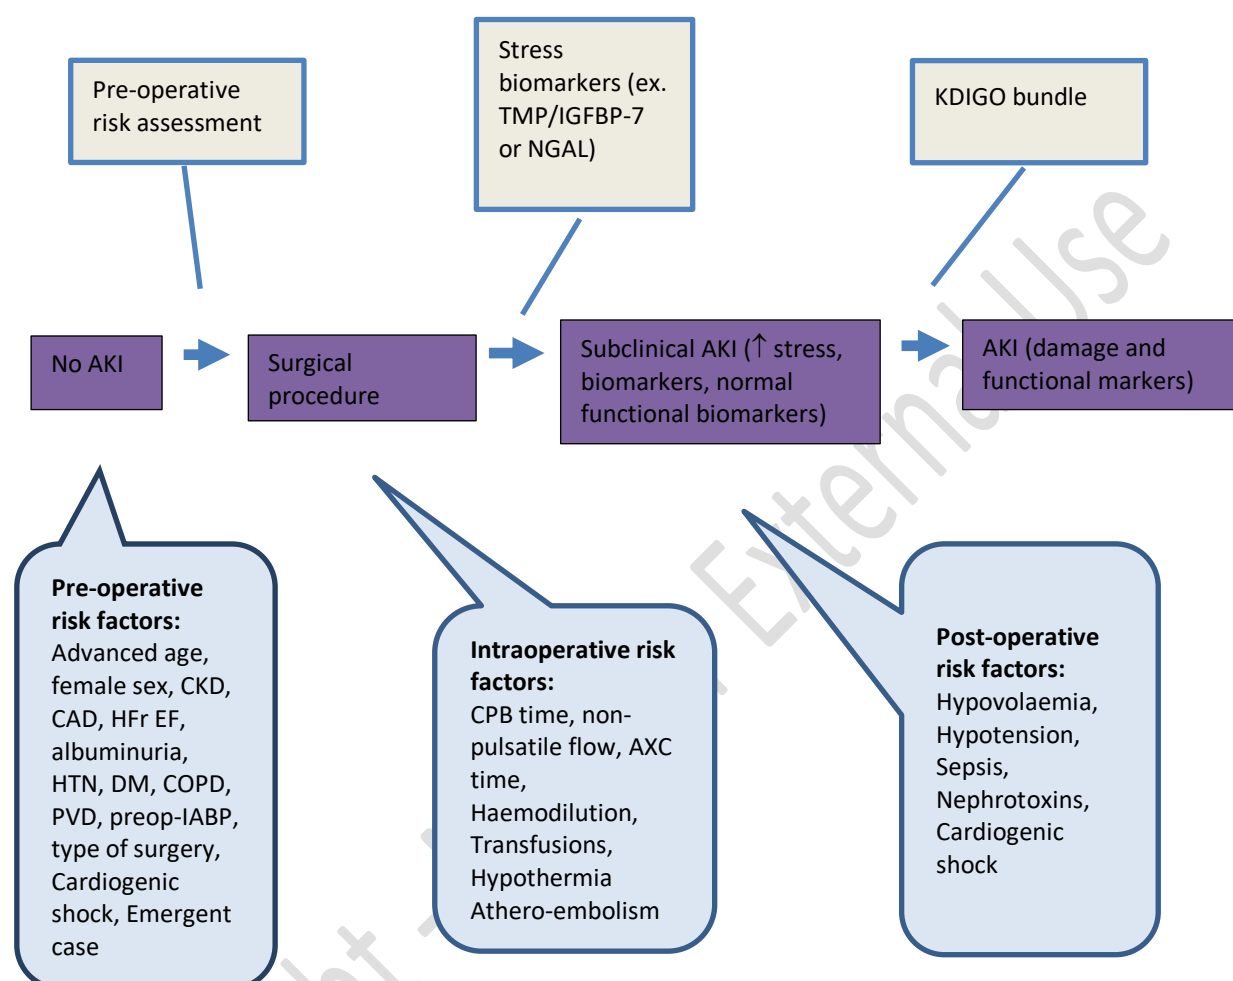 Pre-operative
risk assessment
Stress
biomarkers (ex.
TMP/IGFBP-7
or NGAL)
KDIGO bundle
No AKI
Surgical
procedure
Subclinical AKI (↑ stress,
biomarkers, normal
functional biomarkers)
AKI (damage and
functional markers)
Pre-operative
risk factors:
Advanced age,
female sex, CKD,
CAD, HFr EF,
albuminuria,
HTN, DM, COPD,
PVD, preop-IABP,
type of surgery,
Cardiogenic
shock, Emergent
case
Intraoperative risk
factors:
CPB time, non-
pulsatile flow, AXC
time,
Haemodilution,
Transfusions,
Hypothermia
Athero-embolism
Post-operative
risk factors:
Hypovolaemia,
Hypotension,
Sepsis,
Nephrotoxins,
Cardiogenic
shock
External Use